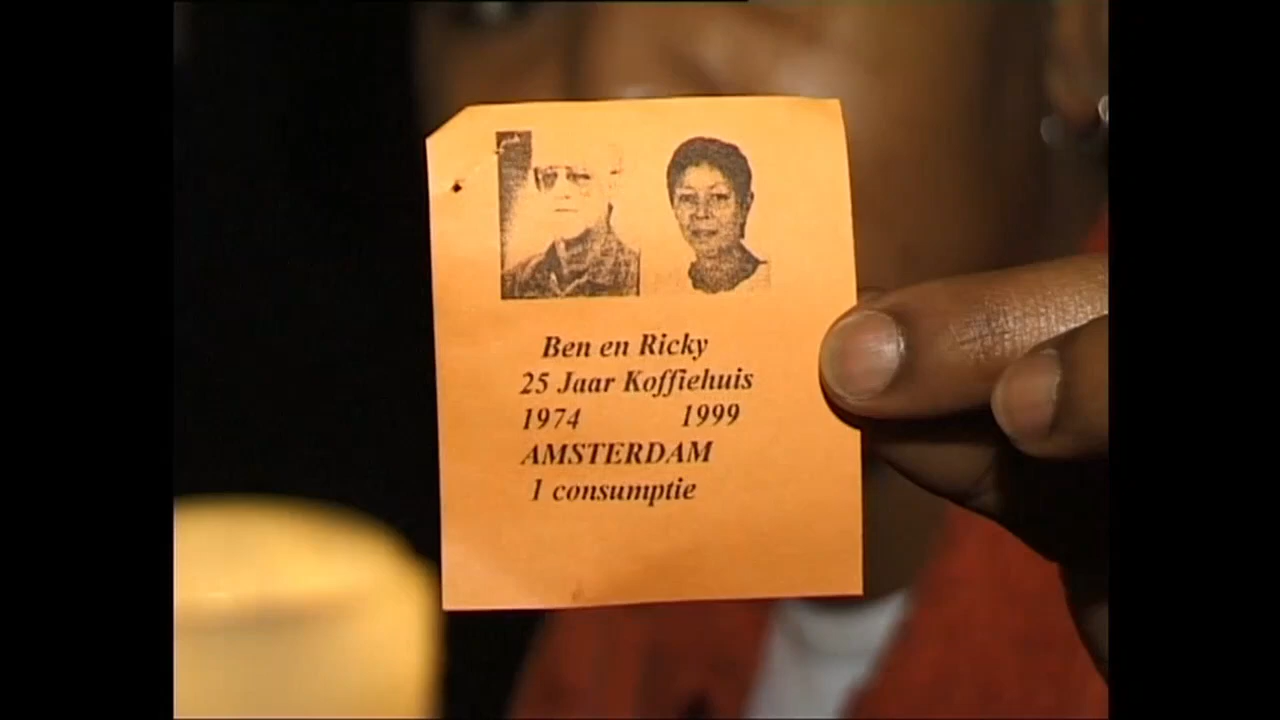 Ben en Ricky
25 Jaar Koffiehuis
1974 1999
AMSTERDAM
1 consumptie